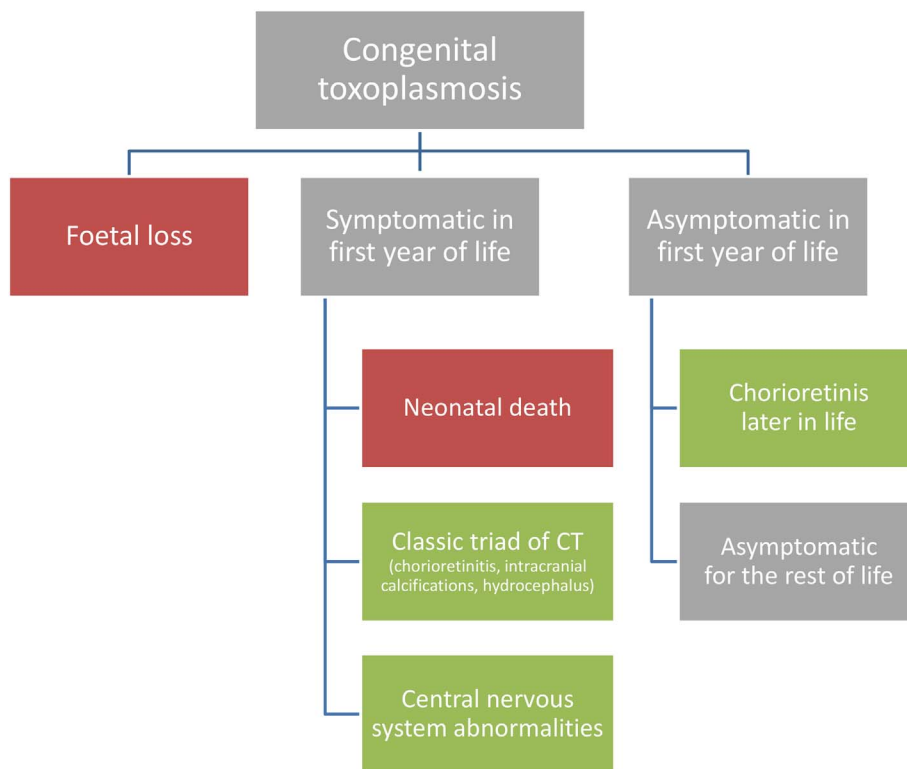 Congenital
toxoplasmosis
Foetal loss
Symptomatic in
first year of life
Asymptomatic in
first year of life
Neonatal death
Chorioretinis
later in life
Classic triad of CT
(chorioretinitis, intracranial
calcifications, hydrocephalus)
Asymptomatic
for the rest of life
Central nervous
system abnormalities